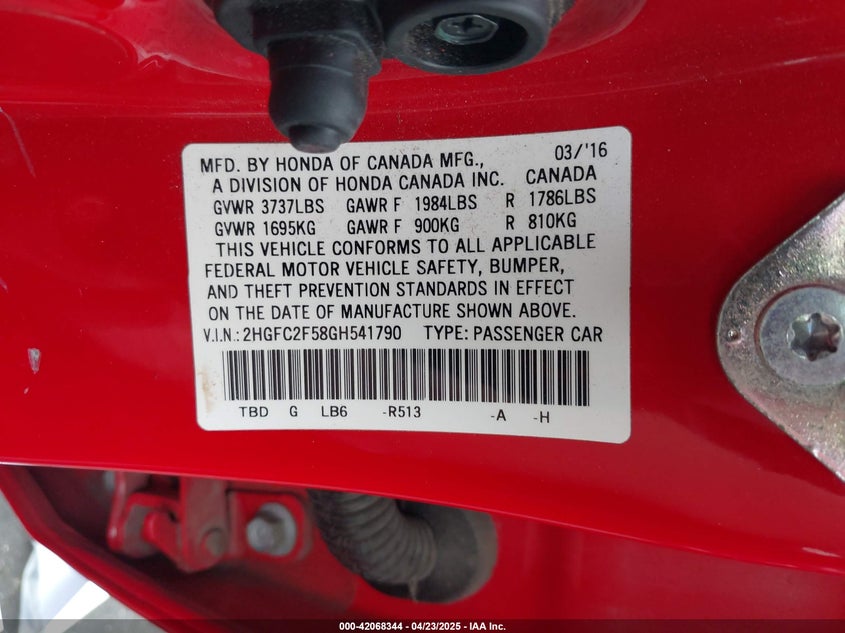 MFD. BY HONDA OF CANADA MFG., 03/'16
A DIVISION OF HONDA CANADA INC. CANADA
GVWR 3737LBS GAWR F 1984LBS R 1786LBS
GVWR 1695KG GAWR F 900KG R 810KG
THIS VEHICLE CONFORMS TO ALL APPLICABLE
FEDERAL MOTOR VEHICLE SAFETY, BUMPER,
AND THEFT PREVENTION STANDARDS IN EFFECT
ON THE DATE OF MANUFACTURE SHOWN ABOVE.
V.I.N.: 2HGFC2F58GH541790 TYPE: PASSENGER CAR
TBD G LB6 -R513 -A -H
000-42068344 - 04/23/2025 - IAA Inc.